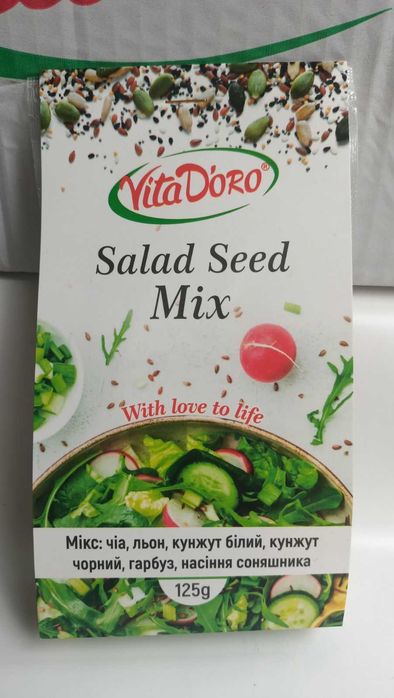 VITA D'ORO®
Salad Seed
Mix
With love to life
Мікс: чіа, льон, кунжут білий, кунжут
чорний, гарбуз, насіння соняшника
125g